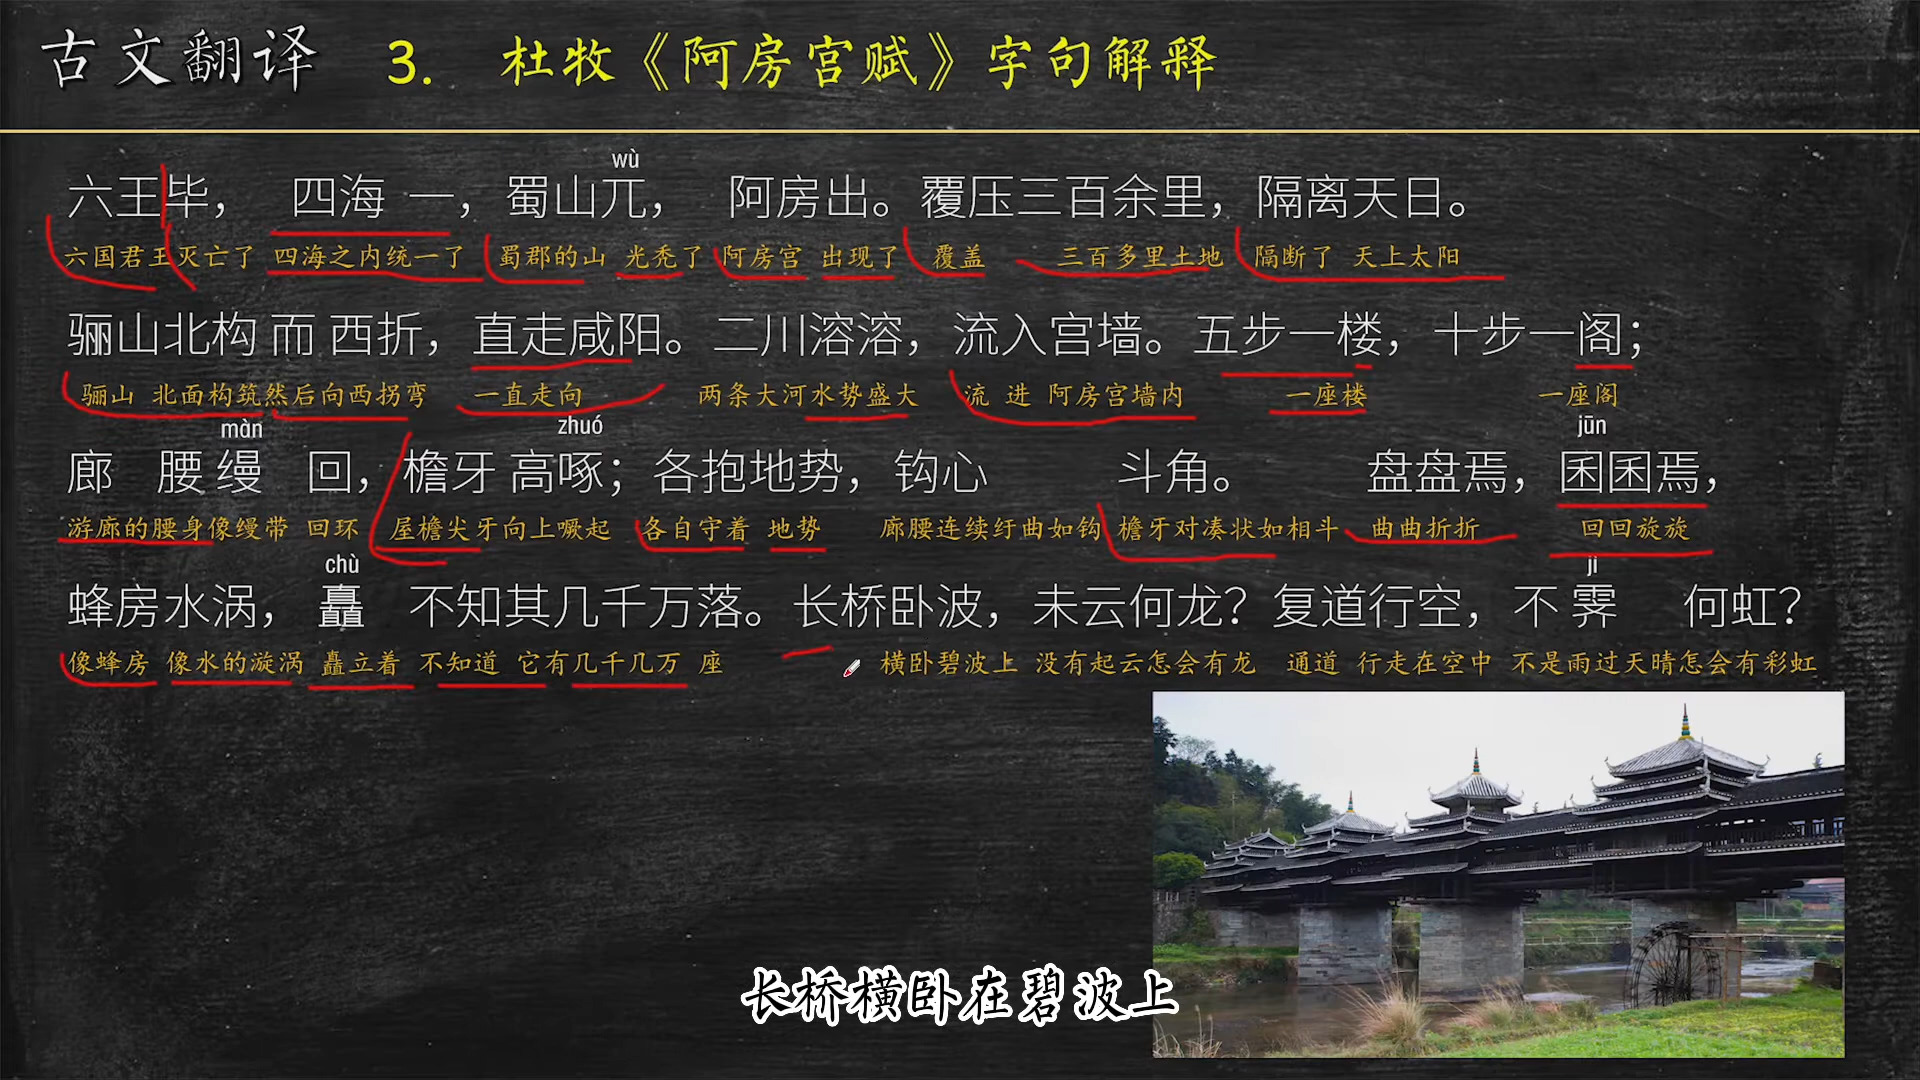 古文翻译 3. 杜牧《阿房宫赋》字句解释
wù
六王毕， 四海 一，蜀山兀， 阿房出。覆压三百余里，隔离天日。
六国君王灭亡了 四海之内统一了 蜀郡的山 光秃了 阿房宫 出现了 覆盖 三百多里土地 隔断了 天上太阳
骊山北构 而 西折，直走咸阳。二川溶溶，流入宫墙。五步一楼，十步一阁；
骊山 北面构筑然后向西拐弯 一直走向 两条大河水势盛大 流 进 阿房宫墙内 一座楼 一座阁
màn zhuó jūn
廊 腰 缦 回，檐牙 高啄；各抱地势，钩心 斗角。 盘盘焉，囷囷焉，
游廊的腰身像缦带 回环 屋檐尖牙向上噘起 各自守着 地势 廊腰连续纡曲如钩 檐牙对凑状如相斗 曲曲折折 回回旋旋
chù jì
蜂房水涡， 矗 不知其几千万落。长桥卧波，未云何龙？复道行空，不 霁 何虹？
像蜂房 像水的漩涡 矗立着 不知道 它有几千几万 座 横卧碧波上 没有起云怎会有龙 通道 行走在空中 不是雨过天晴怎会有彩虹
长桥横卧在碧波上